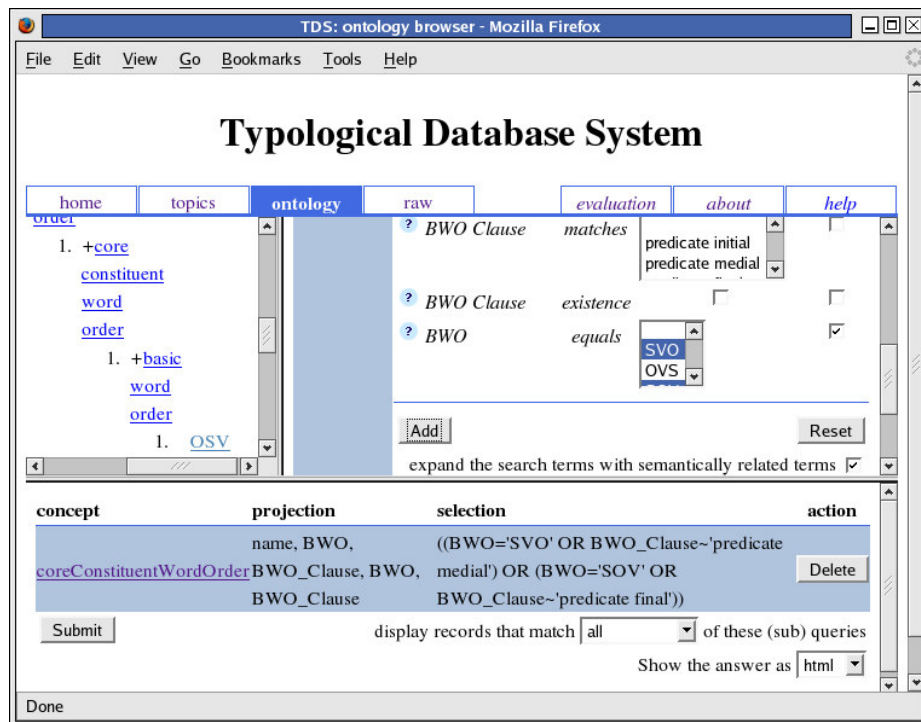 TDS: ontology browser - Mozilla Firefox
File Edit View Go Bookmarks Tools Help
Typological Database System
home topics ontology raw evaluation about help
order
1. +core
constituent
word
order
1. +basic
word
order
1. OSV
? BWO Clause matches
predicate initial
predicate medial
? BWO Clause existence
? BWO equals
SVO
OVS
Add Reset
expand the search terms with semantically related terms
concept projection selection action
coreConstituentWordOrder
name, BWO,
BWO_Clause, BWO,
BWO_Clause
((BWO='SVO' OR BWO_Clause~'predicate
medial') OR (BWO='SOV' OR
BWO_Clause~'predicate final'))
Delete
Submit display records that match all of these (sub) queries
Show the answer as html
Done